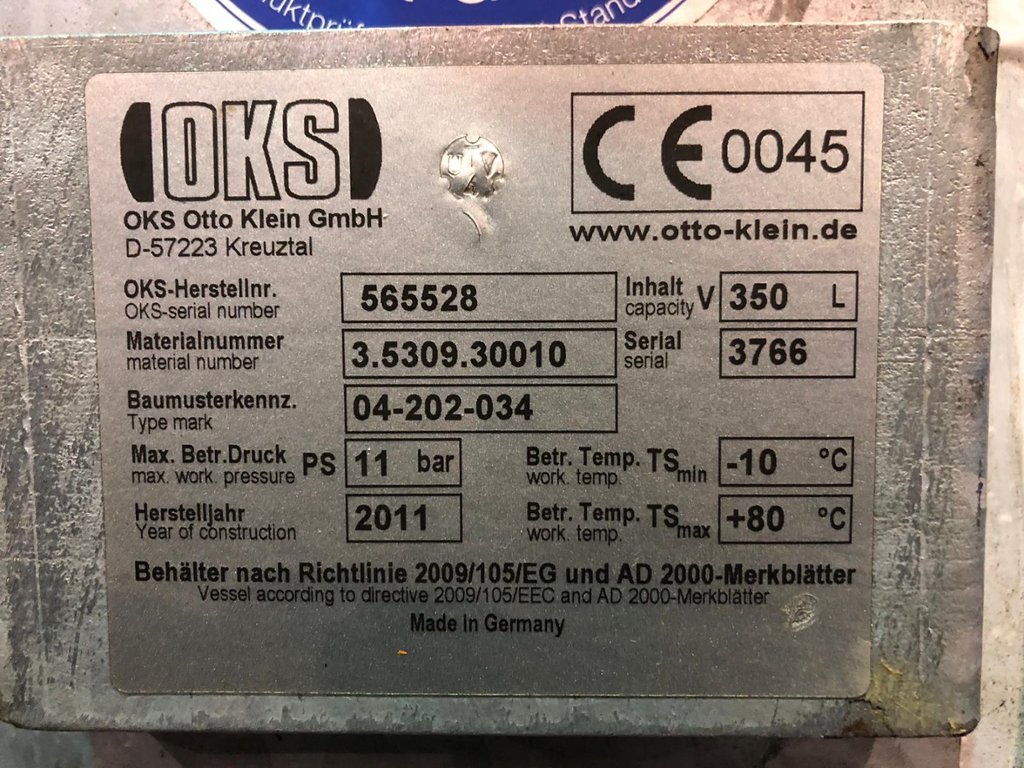 Stand
OKS
CE 0045
OKS Otto Klein GmbH
D-57223 Kreuztal
www.otto-klein.de
OKS-Herstellnr.
OKS-serial number
565528
Inhalt
capacity
V
350 L
Materialnummer
material number
3.5309.30010
Serial
serial
3766
Baumusterkennz.
Type mark
04-202-034
Max. Betr.Druck
max. work. pressure
PS
11 bar
Betr. Temp. TSmin
work. temp.
-10 °C
Herstelljahr
Year of construction
2011
Betr. Temp. TSmax
work. temp.
+80 °C
Behälter nach Richtlinie 2009/105/EG und AD 2000-Merkblätter
Vessel according to directive 2009/105/EEC and AD 2000-Merkblätter
Made in Germany